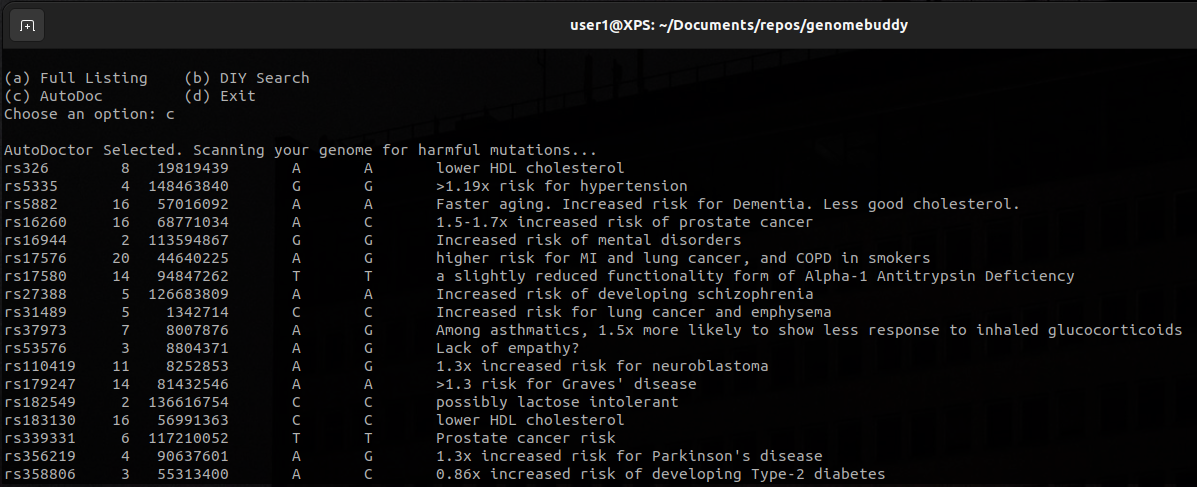 user1@XPS: ~/Documents/repos/genomebuddy
(a) Full Listing    (b) DIY Search
(c) AutoDoc         (d) Exit
Choose an option: c
AutoDoctor Selected. Scanning your genome for harmful mutations...
rs326        8   19819439       A       A       lower HDL cholesterol
rs5335       4  148463840       G       G       >1.19x risk for hypertension
rs5882      16   57016092       A       A       Faster aging. Increased risk for Dementia. Less good cholesterol.
rs16260     16   68771034       A       C       1.5-1.7x increased risk of prostate cancer
rs16944      2  113594867       G       G       Increased risk of mental disorders
rs17576     20   44640225       A       G       higher risk for MI and lung cancer, and COPD in smokers
rs17580     14   94847262       T       T       a slightly reduced functionality form of Alpha-1 Antitrypsin Deficiency
rs27388      5  126683809       A       A       Increased risk of developing schizophrenia
rs31489      5    1342714       C       C       Increased risk for lung cancer and emphysema
rs37973      7    8007876       A       G       Among asthmatics, 1.5x more likely to show less response to inhaled glucocorticoids
rs53576      3    8804371       A       G       Lack of empathy?
rs110419    11    8252853       A       G       1.3x increased risk for neuroblastoma
rs179247    14   81432546       A       A       >1.3 risk for Graves' disease
rs182549     2  136616754       C       C       possibly lactose intolerant
rs183130    16   56991363       C       C       lower HDL cholesterol
rs339331     6  117210052       T       T       Prostate cancer risk
rs356219     4   90637601       A       G       1.3x increased risk for Parkinson's disease
rs358806     3   55313400       A       C       0.86x increased risk of developing Type-2 diabetes